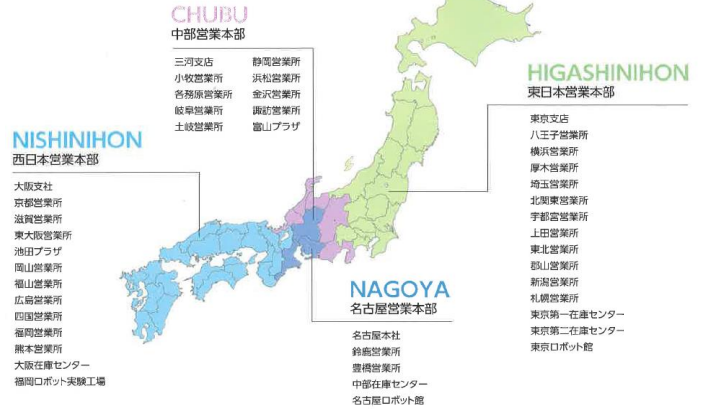 CHUBU
中部営業本部
三河支店
小牧営業所
各務原営業所
岐阜営業所
土岐営業所
静岡営業所
浜松営業所
金沢営業所
諏訪営業所
富山プラザ
HIGASHINIHON
東日本営業本部
東京支店
八王子営業所
横浜営業所
厚木営業所
埼玉営業所
北関東営業所
宇都宮営業所
上田営業所
東北営業所
郡山営業所
新潟営業所
札幌営業所
東京第一在庫センター
東京第二在庫センター
東京ロボット館
NISHINIHON
西日本営業本部
大阪支社
京都営業所
滋賀営業所
東大阪営業所
池田プラザ
岡山営業所
福山営業所
広島営業所
四国営業所
福岡営業所
熊本営業所
大阪在庫センター
福岡ロボット実験工場
NAGOYA
名古屋営業本部
名古屋本社
鈴鹿営業所
豊橋営業所
中部在庫センター
名古屋ロボット館